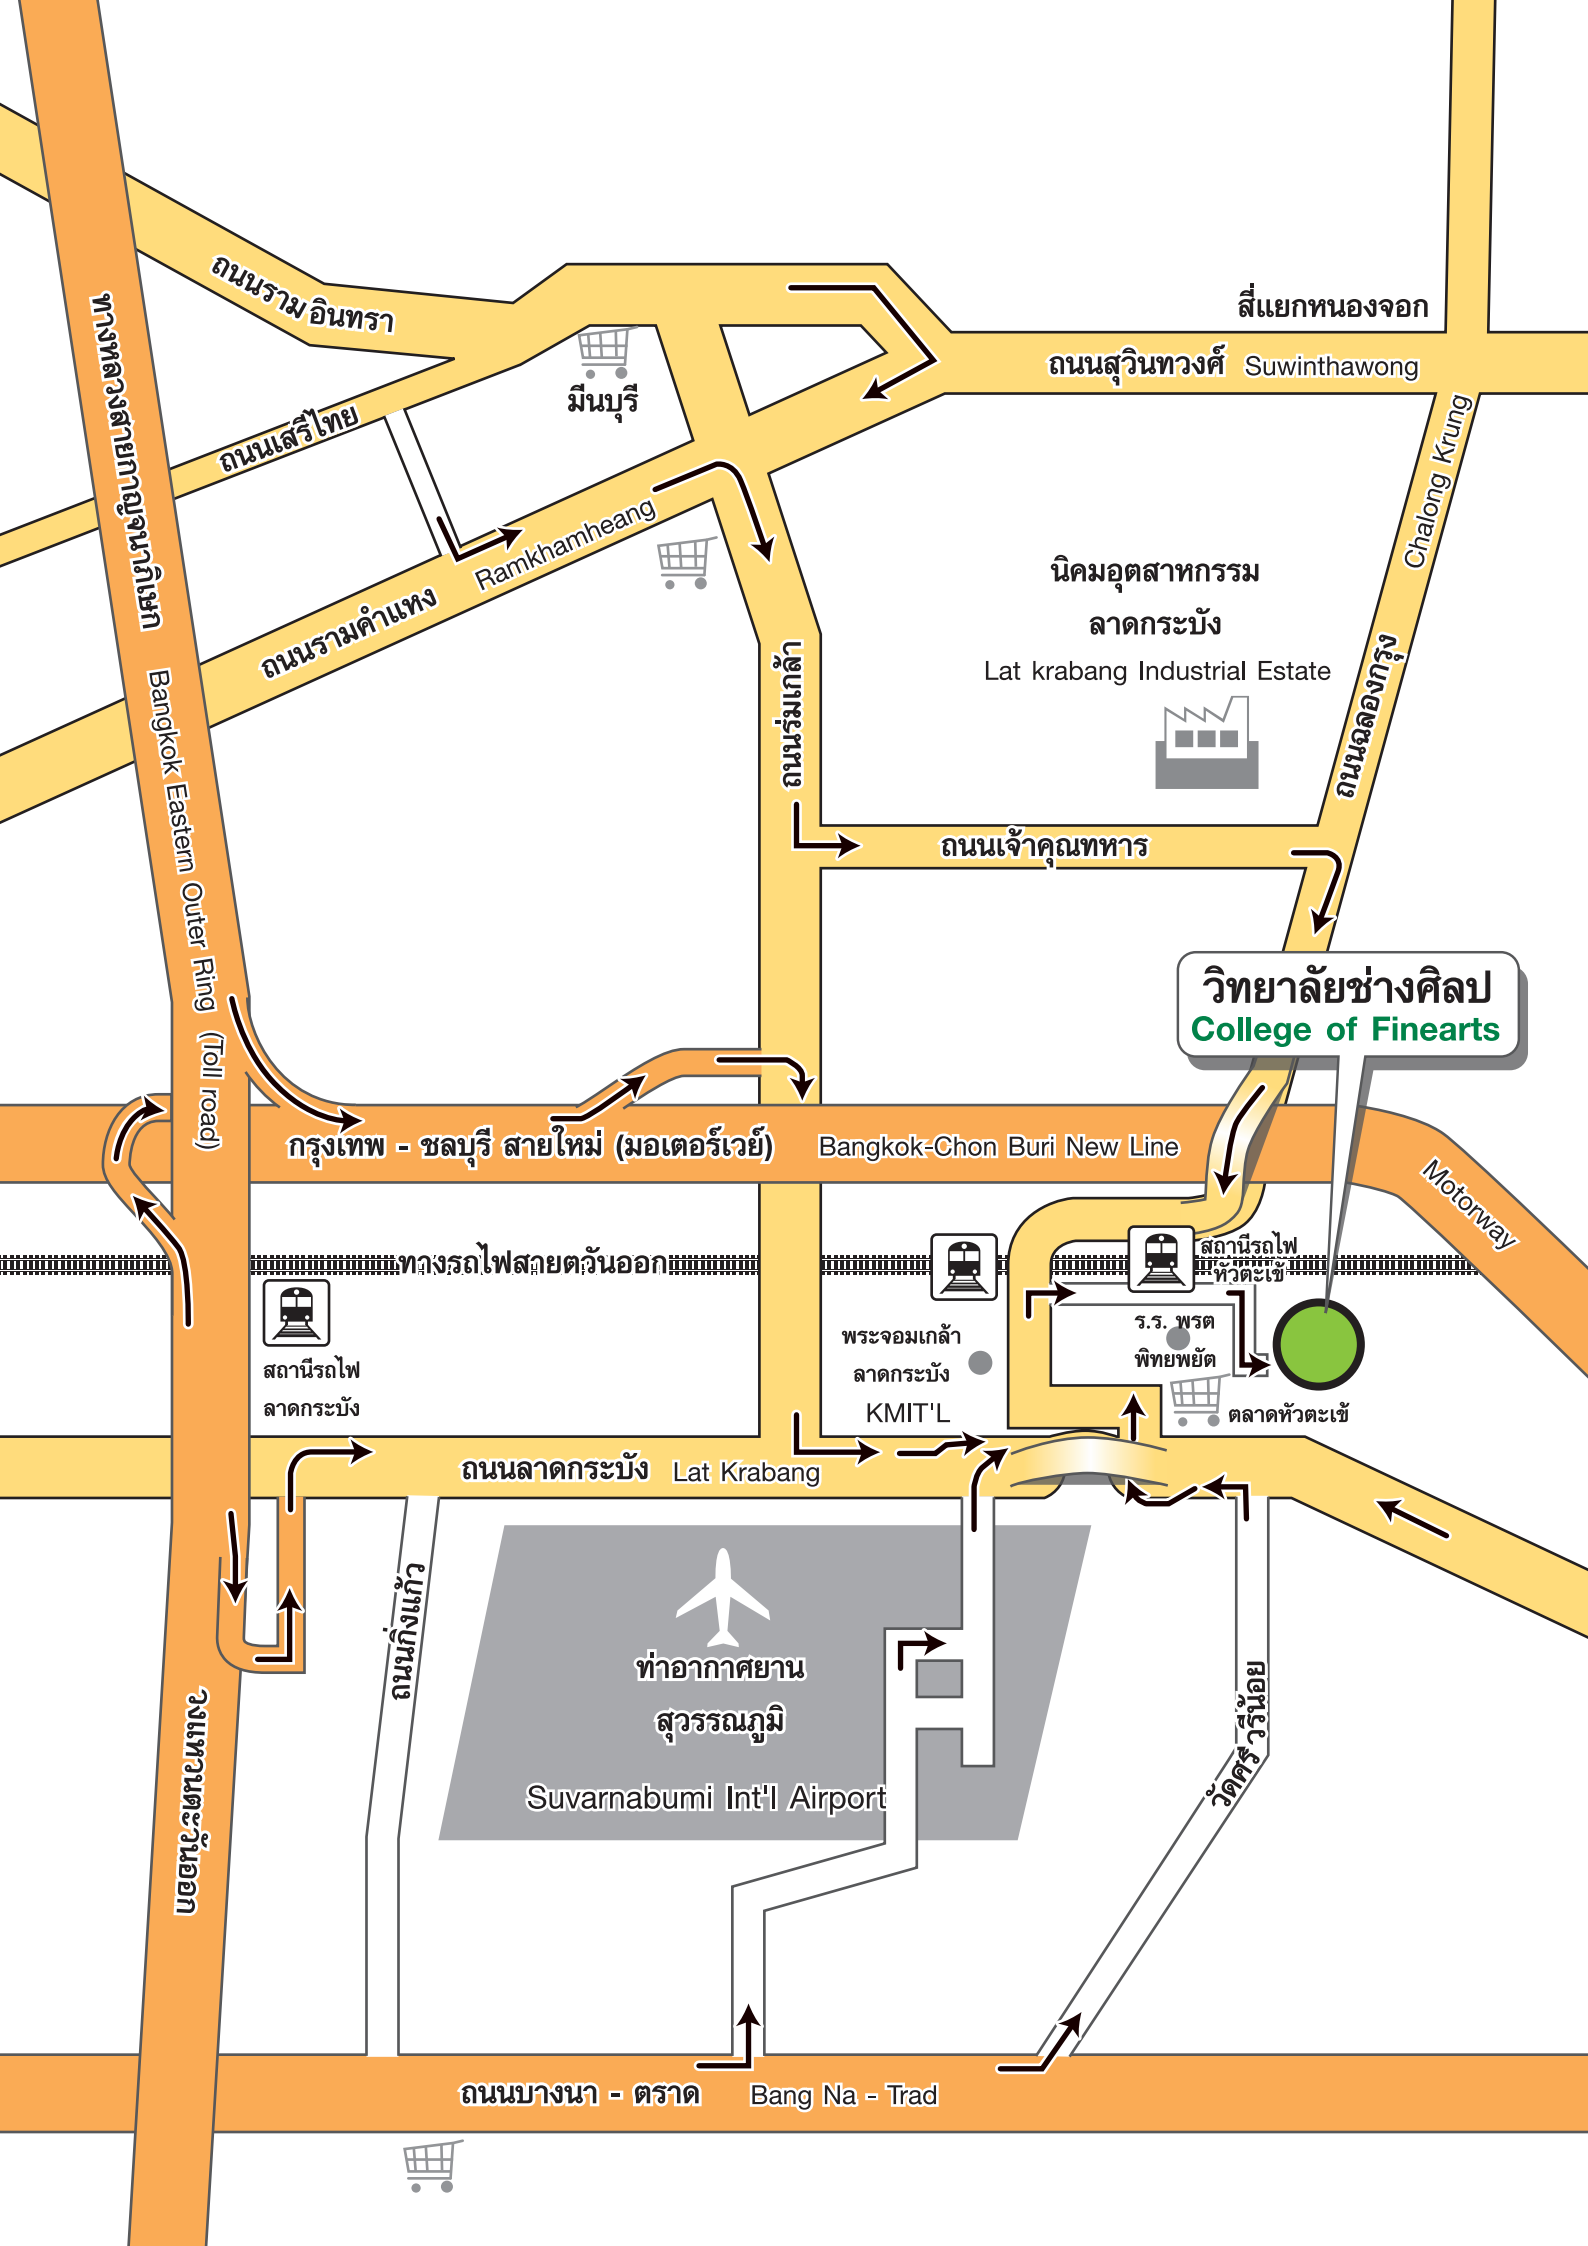 ถนนราม อินทรา
สี่แยกหนองจอก
ถนนสุวินทวงศ์ Suwinthawong
มีนบุรี
ถนนเสรีไทย
ทางหลวงสายกาญจนาภิเษก
Bangkok Eastern Outer Ring (Toll road)
ถนนรามคำแหง Ramkhamheang
Chalong Krung
ถนนฉลองกรุง
นิคมอุตสาหกรรม
ลาดกระบัง
Lat krabang Industrial Estate
ถนนร่มเกล้า
ถนนเจ้าคุณทหาร
วิทยาลัยช่างศิลป
College of Finearts
กรุงเทพ - ชลบุรี สายใหม่ (มอเตอร์เวย์) Bangkok-Chon Buri New Line
Motorway
ทางรถไฟสายตวันออก
สถานีรถไฟ
หัวตะเข้
สถานีรถไฟ
ลาดกระบัง
พระจอมเกล้า
ลาดกระบัง
KMIT'L
ร.ร. พรต
พิทยพยัต
ตลาดหัวตะเข้
ถนนลาดกระบัง Lat Krabang
ถนนกิ่งแก้ว
ท่าอากาศยาน
สุวรรณภูมิ
Suvarnabumi Int'l Airport
วัดศรี วรีน้อย
วงแหวนตะวันออก
ถนนบางนา - ตราด Bang Na - Trad